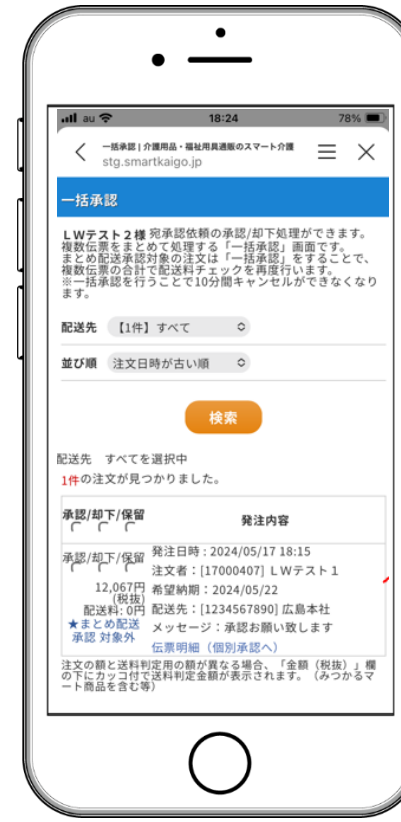 au 18:24 78%
一括承認 | 介護用品・福祉用具通販のスマート介護
stg.smartkaigo.jp
一括承認
LWテスト2様 宛承認依頼の承認/却下処理ができます。
複数伝票をまとめて処理する「一括承認」画面です。
まとめ配送承認対象の注文は「一括承認」をすることで、
複数伝票の合計で配送料チェックを再度行います。
※一括承認を行うことで10分間キャンセルができなくなり
ます。
配送先 【1件】すべて
並び順 注文日時が古い順
検索
配送先 すべてを選択中
1件の注文が見つかりました。
承認/却下/保留 発注内容
承認/却下/保留
12,067円
(税抜)
配送料: 0円
★まとめ配送
承認 対象外
発注日時 : 2024/05/17 18:15
注文者：[17000407] LWテスト1
希望納期：2024/05/22
配送先：[1234567890] 広島本社
メッセージ：承認お願い致します
伝票明細（個別承認へ）
注文の額と送料判定用の額が異なる場合、「金額（税抜）」欄
の下にカッコ付で送料判定金額が表示されます。（みつかるマ
ート商品を含む等）